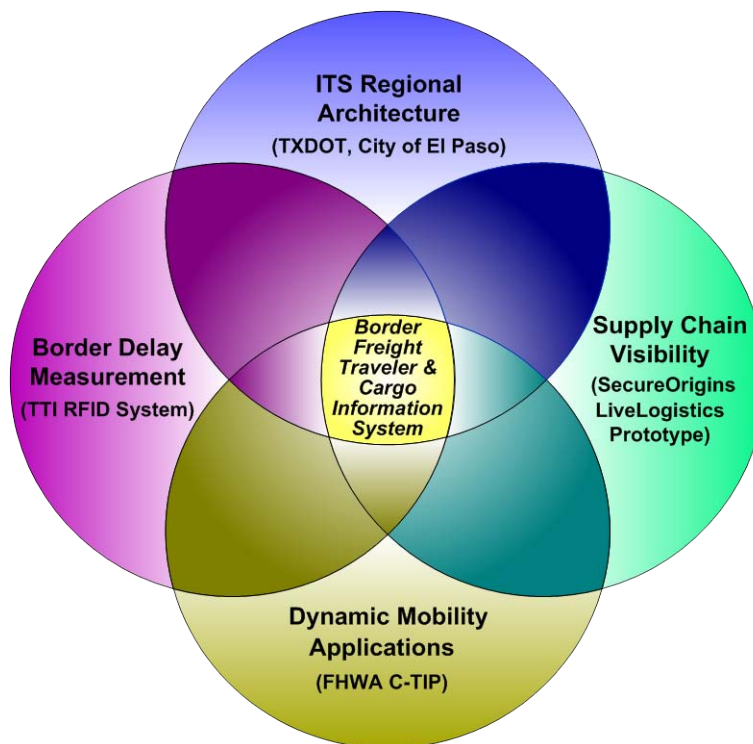 ITS Regional
Architecture
(TXDOT, City of El Paso)
Border Delay
Measurement
(TTI RFID System)
Border
Freight
Traveler &
Cargo
Information
System
Supply Chain
Visibility
(SecureOrigins
LiveLogistics
Prototype)
Dynamic Mobility
Applications
(FHWA C-TIP)